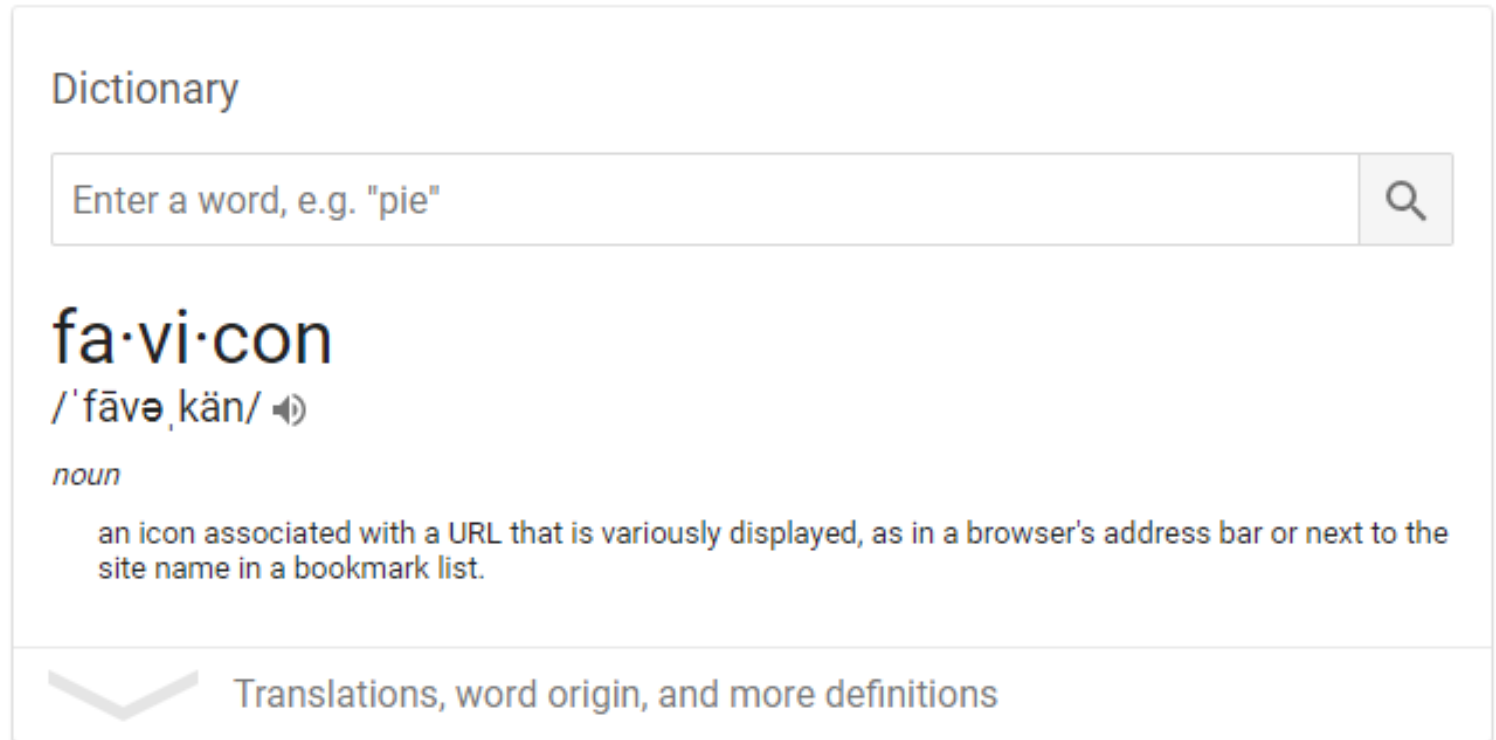 Dictionary
Enter a word, e.g. "pie"
fa·vi·con
/ˈfāvəˌkän/
noun
an icon associated with a URL that is variously displayed, as in a browser's address bar or next to the
site name in a bookmark list.
Translations, word origin, and more definitions